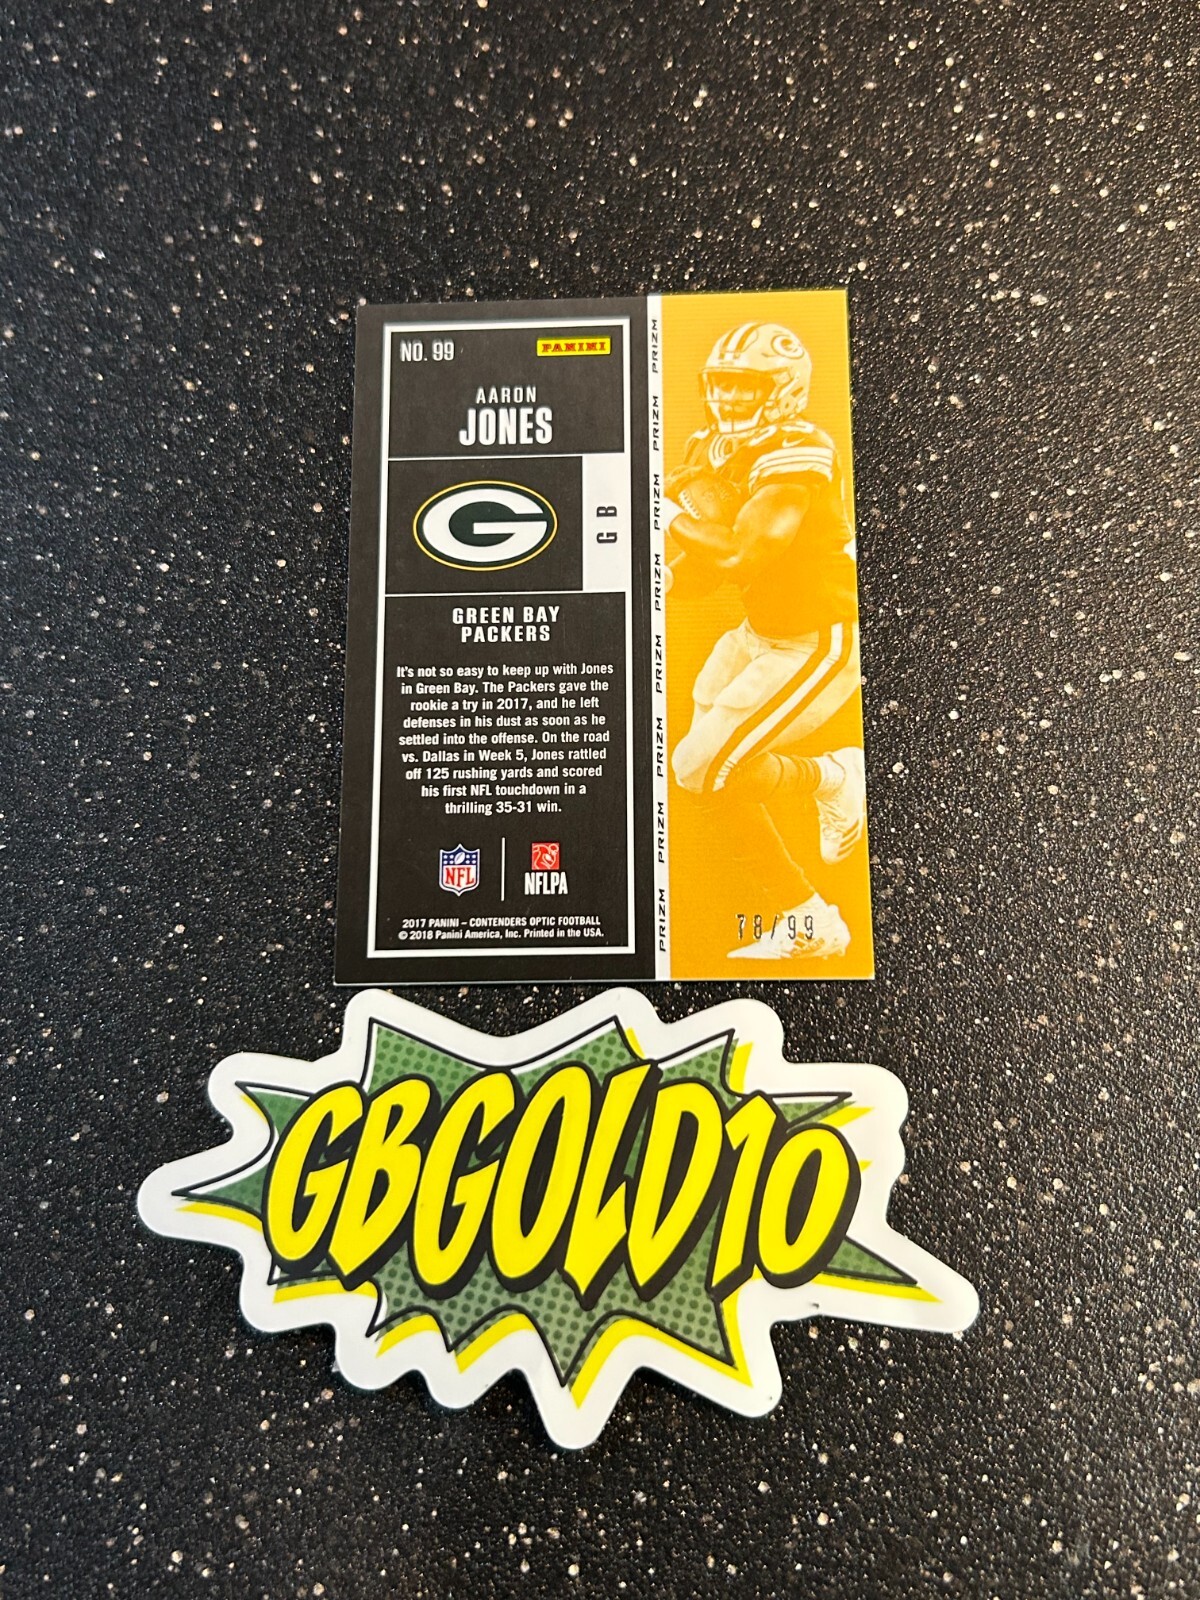 NO. 99
PANINI
AARON
JONES
G
GB
GREEN BAY
PACKERS
It's not so easy to keep up with Jones
in Green Bay. The Packers gave the
rookie a try in 2017, and he left
defenses in his dust as soon as he
settled into the offense. On the road
vs. Dallas in Week 5, Jones rattled
off 125 rushing yards and scored
his first NFL touchdown in a
thrilling 35-31 win.
NFL
NFLPA
2017 PANINI – CONTENDERS OPTIC FOOTBALL
© 2018 Panini America, Inc. Printed in the USA.
PRIZM PRIZM PRIZM PRIZM PRIZM PRIZM PRIZM PRIZM
78/99
GBGOLD10